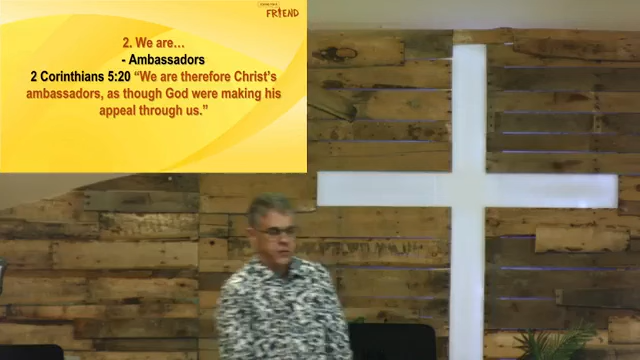 FRIEND
2. We are…
- Ambassadors
2 Corinthians 5:20 “We are therefore Christ’s
ambassadors, as though God were making his
appeal through us.”